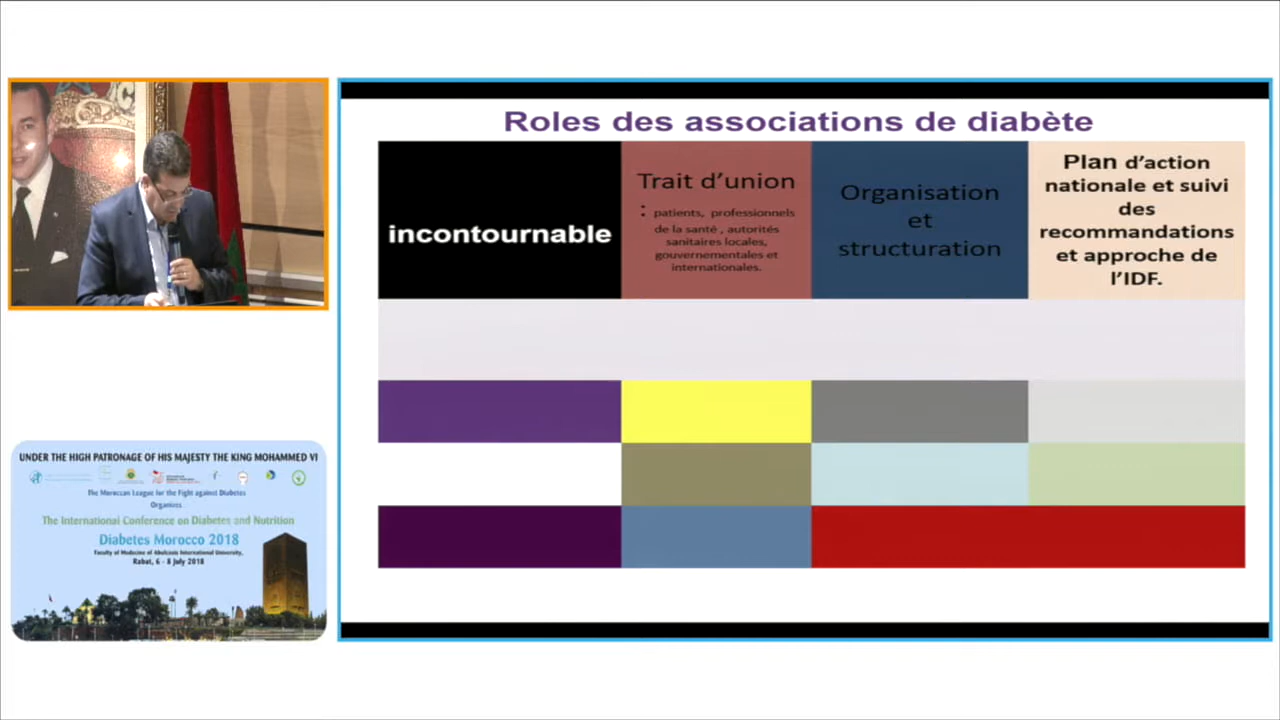 Roles des associations de diabète
incontournable
Trait d’union
: patients, professionnels
de la santé , autorités
sanitaires locales,
gouvernementales et
internationales.
Organisation
et
structuration
Plan d’action
nationale et suivi
des
recommandations
et approche de
l’IDF.
UNDER THE HIGH PATRONAGE OF HIS MAJESTY THE KING MOHAMMED VI
The Moroccan League for the Fight against Diabetes
Organizes
The International Conference on Diabetes and Nutrition
Diabetes Morocco 2018
Faculty of Medicine of Abulcasis International University,
Rabat, 6 - 8 July 2018